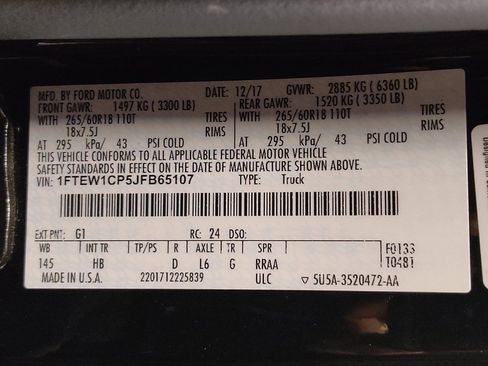 MFD. BY FORD MOTOR CO. DATE: 12/17 GVWR: 2885 KG ( 6360 LB)
FRONT GAWR: 1497 KG ( 3300 LB) REAR GAWR: 1520 KG ( 3350 LB)
WITH 265/60R18 110T TIRES WITH 265/60R18 110T TIRES
18x7.5J RIMS 18x7.5J RIMS
AT 295 kPa/ 43 PSI COLD AT 295 kPa/ 43 PSI COLD
THIS VEHICLE CONFORMS TO ALL APPLICABLE FEDERAL MOTOR VEHICLE
SAFETY STANDARDS IN EFFECT ON THE DATE OF MANUFACTURE SHOWN ABOVE.
VIN: 1FTEW1CP5JFB65107 TYPE: Truck
EXT PNT: G1 RC: 24 DSO:
WB INT TR TP/PS R AXLE TR SPR F0133
145 HB D L6 G RRAA T0481
MADE IN U.S.A. 2201712225839 ULC ▽ 5U5A-3520472-AA